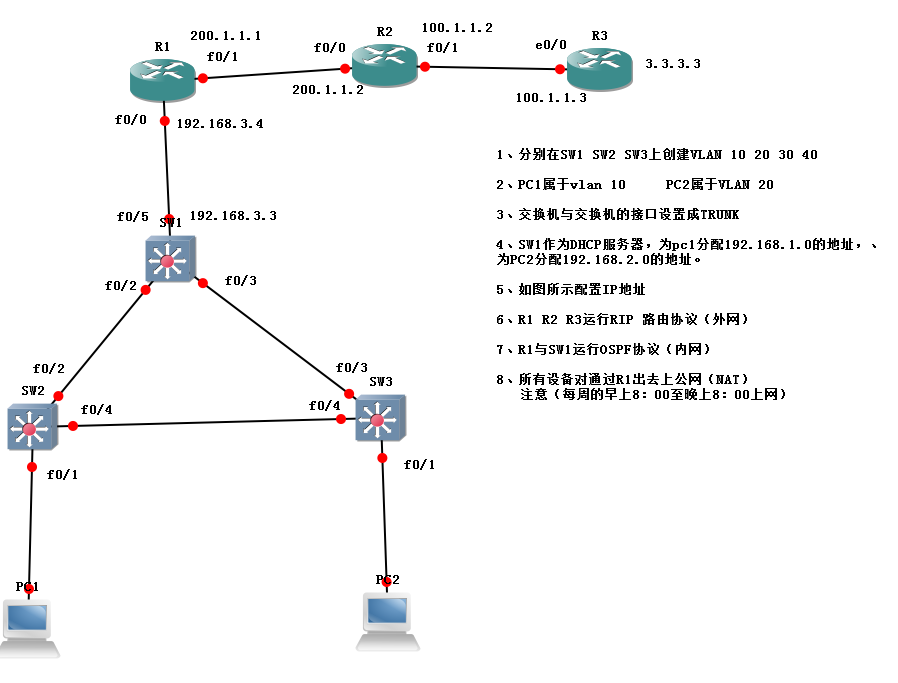 R2
100.1.1.2
200.1.1.1
R1
f0/1
f0/0
f0/1
e0/0
R3
3.3.3.3
200.1.1.2
100.1.1.3
f0/0
192.168.3.4
f0/5
192.168.3.3
SW1
f0/2
f0/3
f0/2
f0/3
SW2
SW3
f0/4
f0/4
f0/1
f0/1
PC1
PC2
1、分别在SW1 SW2 SW3上创建VLAN 10 20 30 40
2、PC1属于vlan 10 PC2属于VLAN 20
3、交换机与交换机的接口设置成TRUNK
4、SW1作为DHCP服务器，为pc1分配192.168.1.0的地址，、
为PC2分配192.168.2.0的地址。
5、如图所示配置IP地址
6、R1 R2 R3运行RIP 路由协议（外网）
7、R1与SW1运行OSPF协议（内网）
8、所有设备对通过R1出去上公网（NAT）
注意（每周的早上8：00至晚上8：00上网）